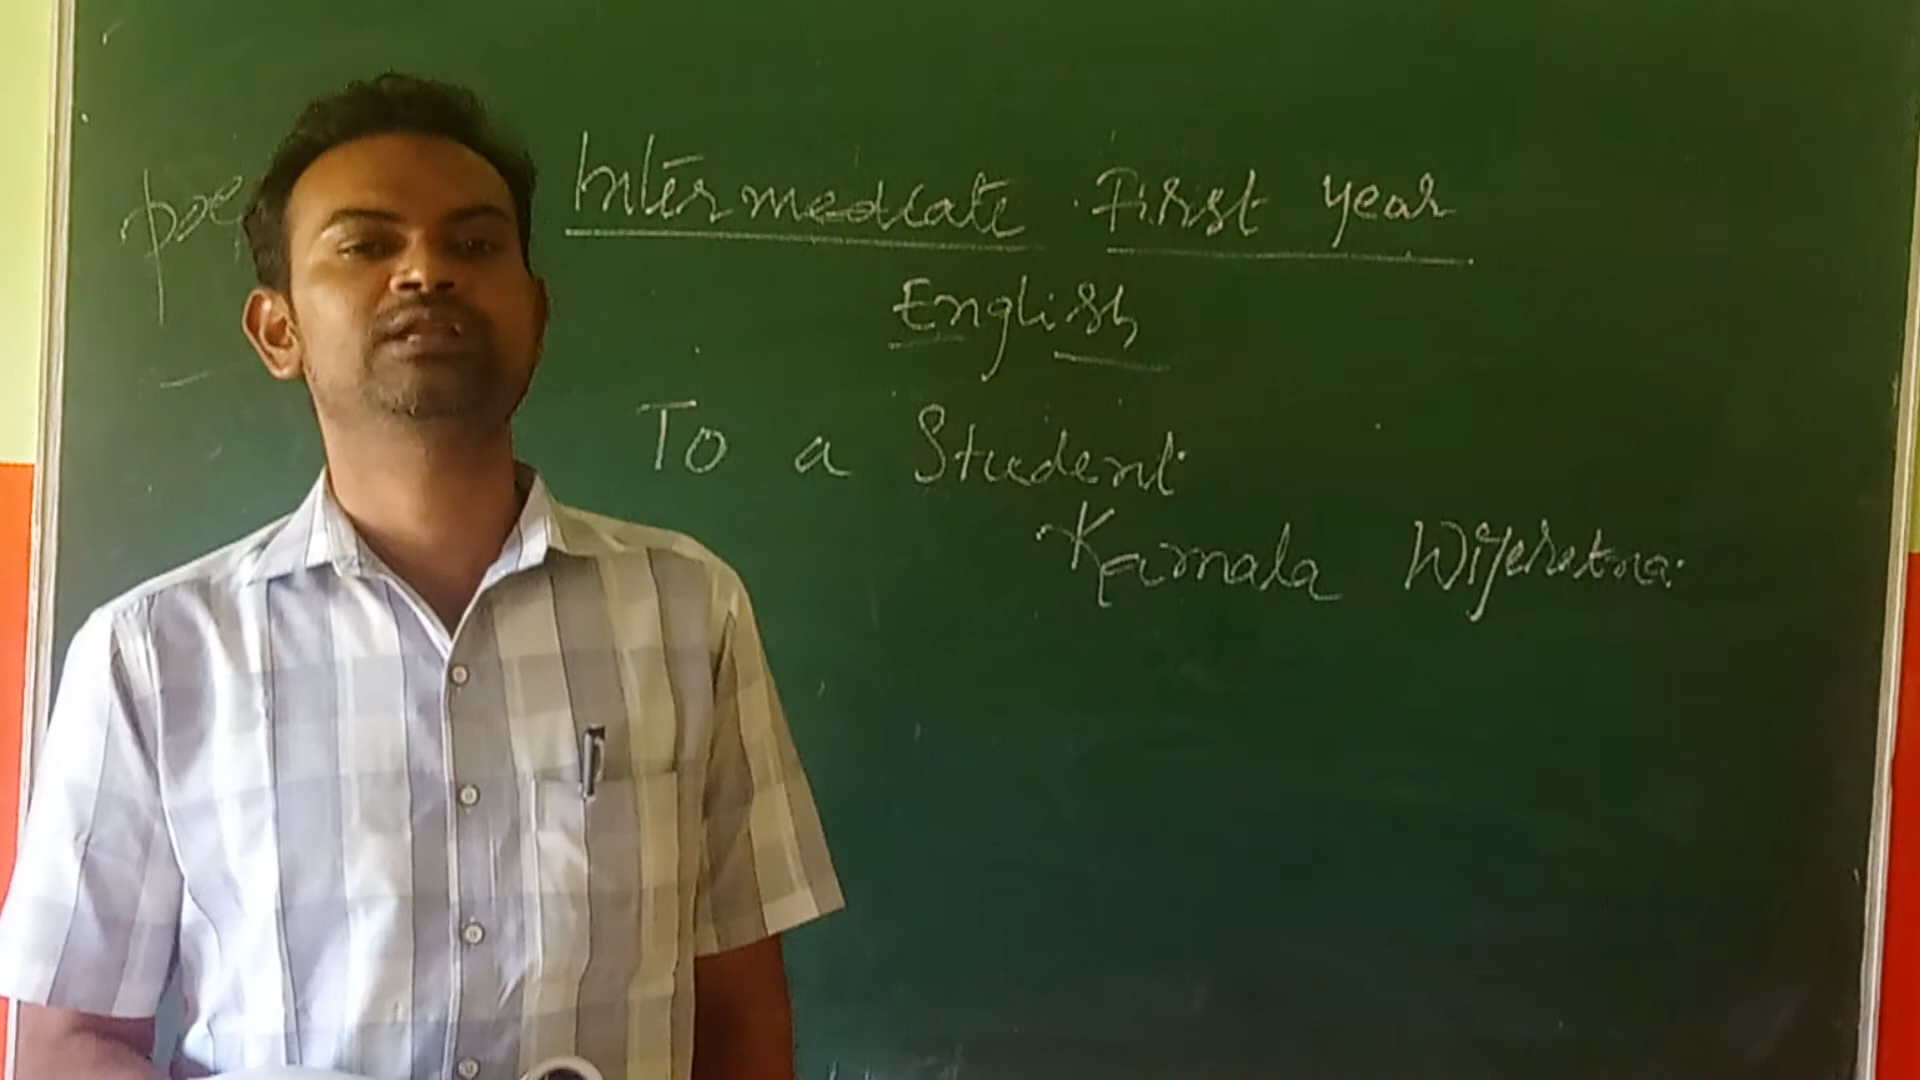 Intermediate First year
English
To a Student
Kamala Wijeratna